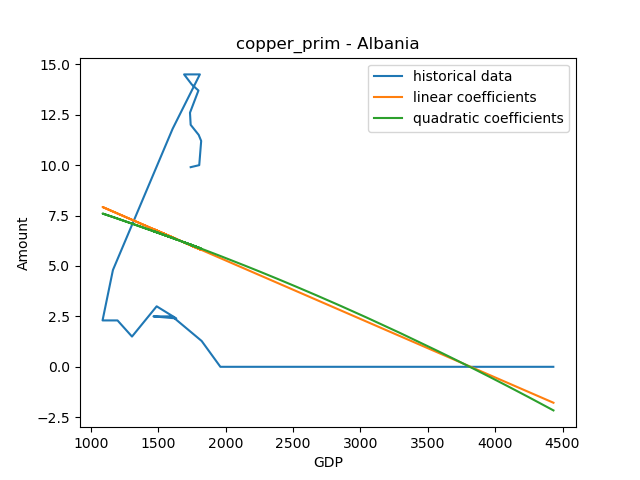 copper_prim - Albania
historical data
linear coefficients
quadratic coefficients
15.0
12.5
10.0
7.5
5.0
2.5
0.0
−2.5
Amount
1000 1500 2000 2500 3000 3500 4000 4500
GDP